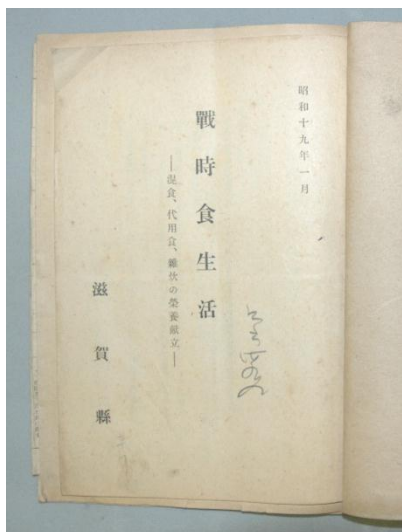 昭和十九年一月
戰時食生活
―混食、代用食、雜炊の榮養献立―
滋賀縣